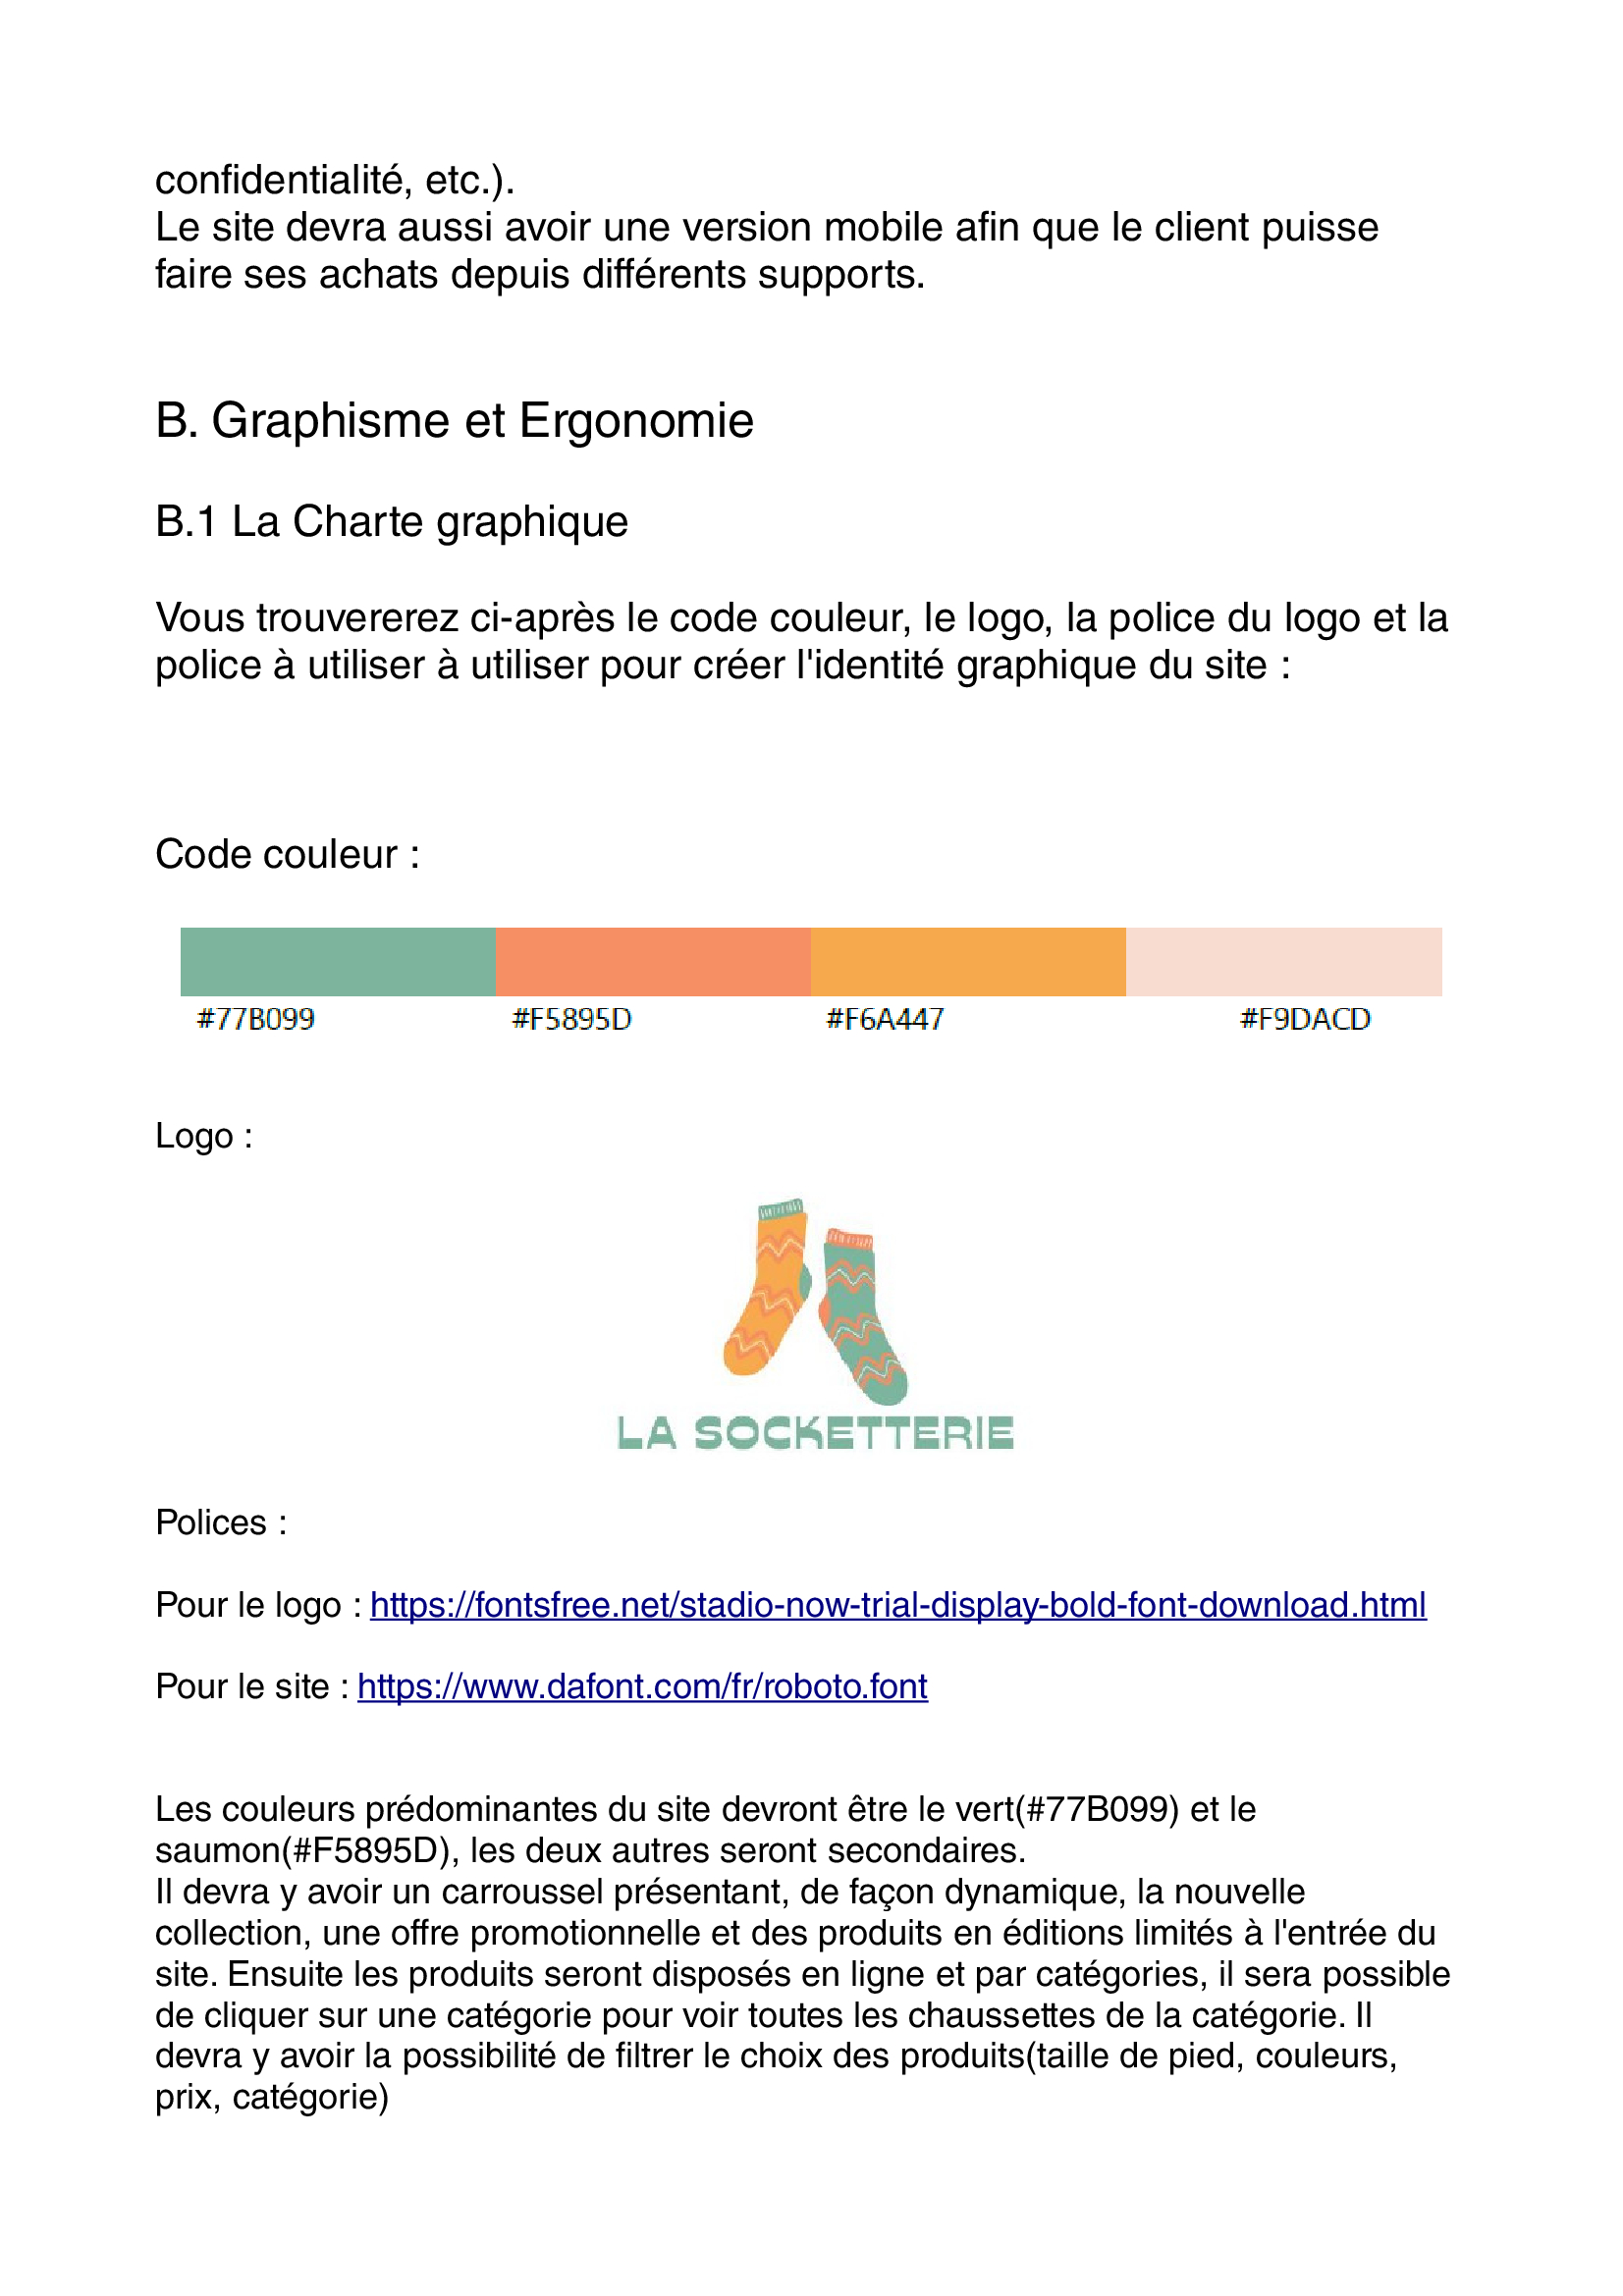 confidentialité, etc.).
Le site devra aussi avoir une version mobile afin que le client puisse
faire ses achats depuis différents supports.
B. Graphisme et Ergonomie
B.1 La Charte graphique
Vous trouvererez ci-après le code couleur, le logo, la police du logo et la
police à utiliser à utiliser pour créer l'identité graphique du site :
Code couleur :
#77B099 #F5895D #F6A447 #F9DACD
Logo :
LA SOCKETTERIE
Polices :
Pour le logo : https://fontsfree.net/stadio-now-trial-display-bold-font-download.html
Pour le site : https://www.dafont.com/fr/roboto.font
Les couleurs prédominantes du site devront être le vert(#77B099) et le
saumon(#F5895D), les deux autres seront secondaires.
Il devra y avoir un carroussel présentant, de façon dynamique, la nouvelle
collection, une offre promotionnelle et des produits en éditions limités à l'entrée du
site. Ensuite les produits seront disposés en ligne et par catégories, il sera possible
de cliquer sur une catégorie pour voir toutes les chaussettes de la catégorie. Il
devra y avoir la possibilité de filtrer le choix des produits(taille de pied, couleurs,
prix, catégorie)